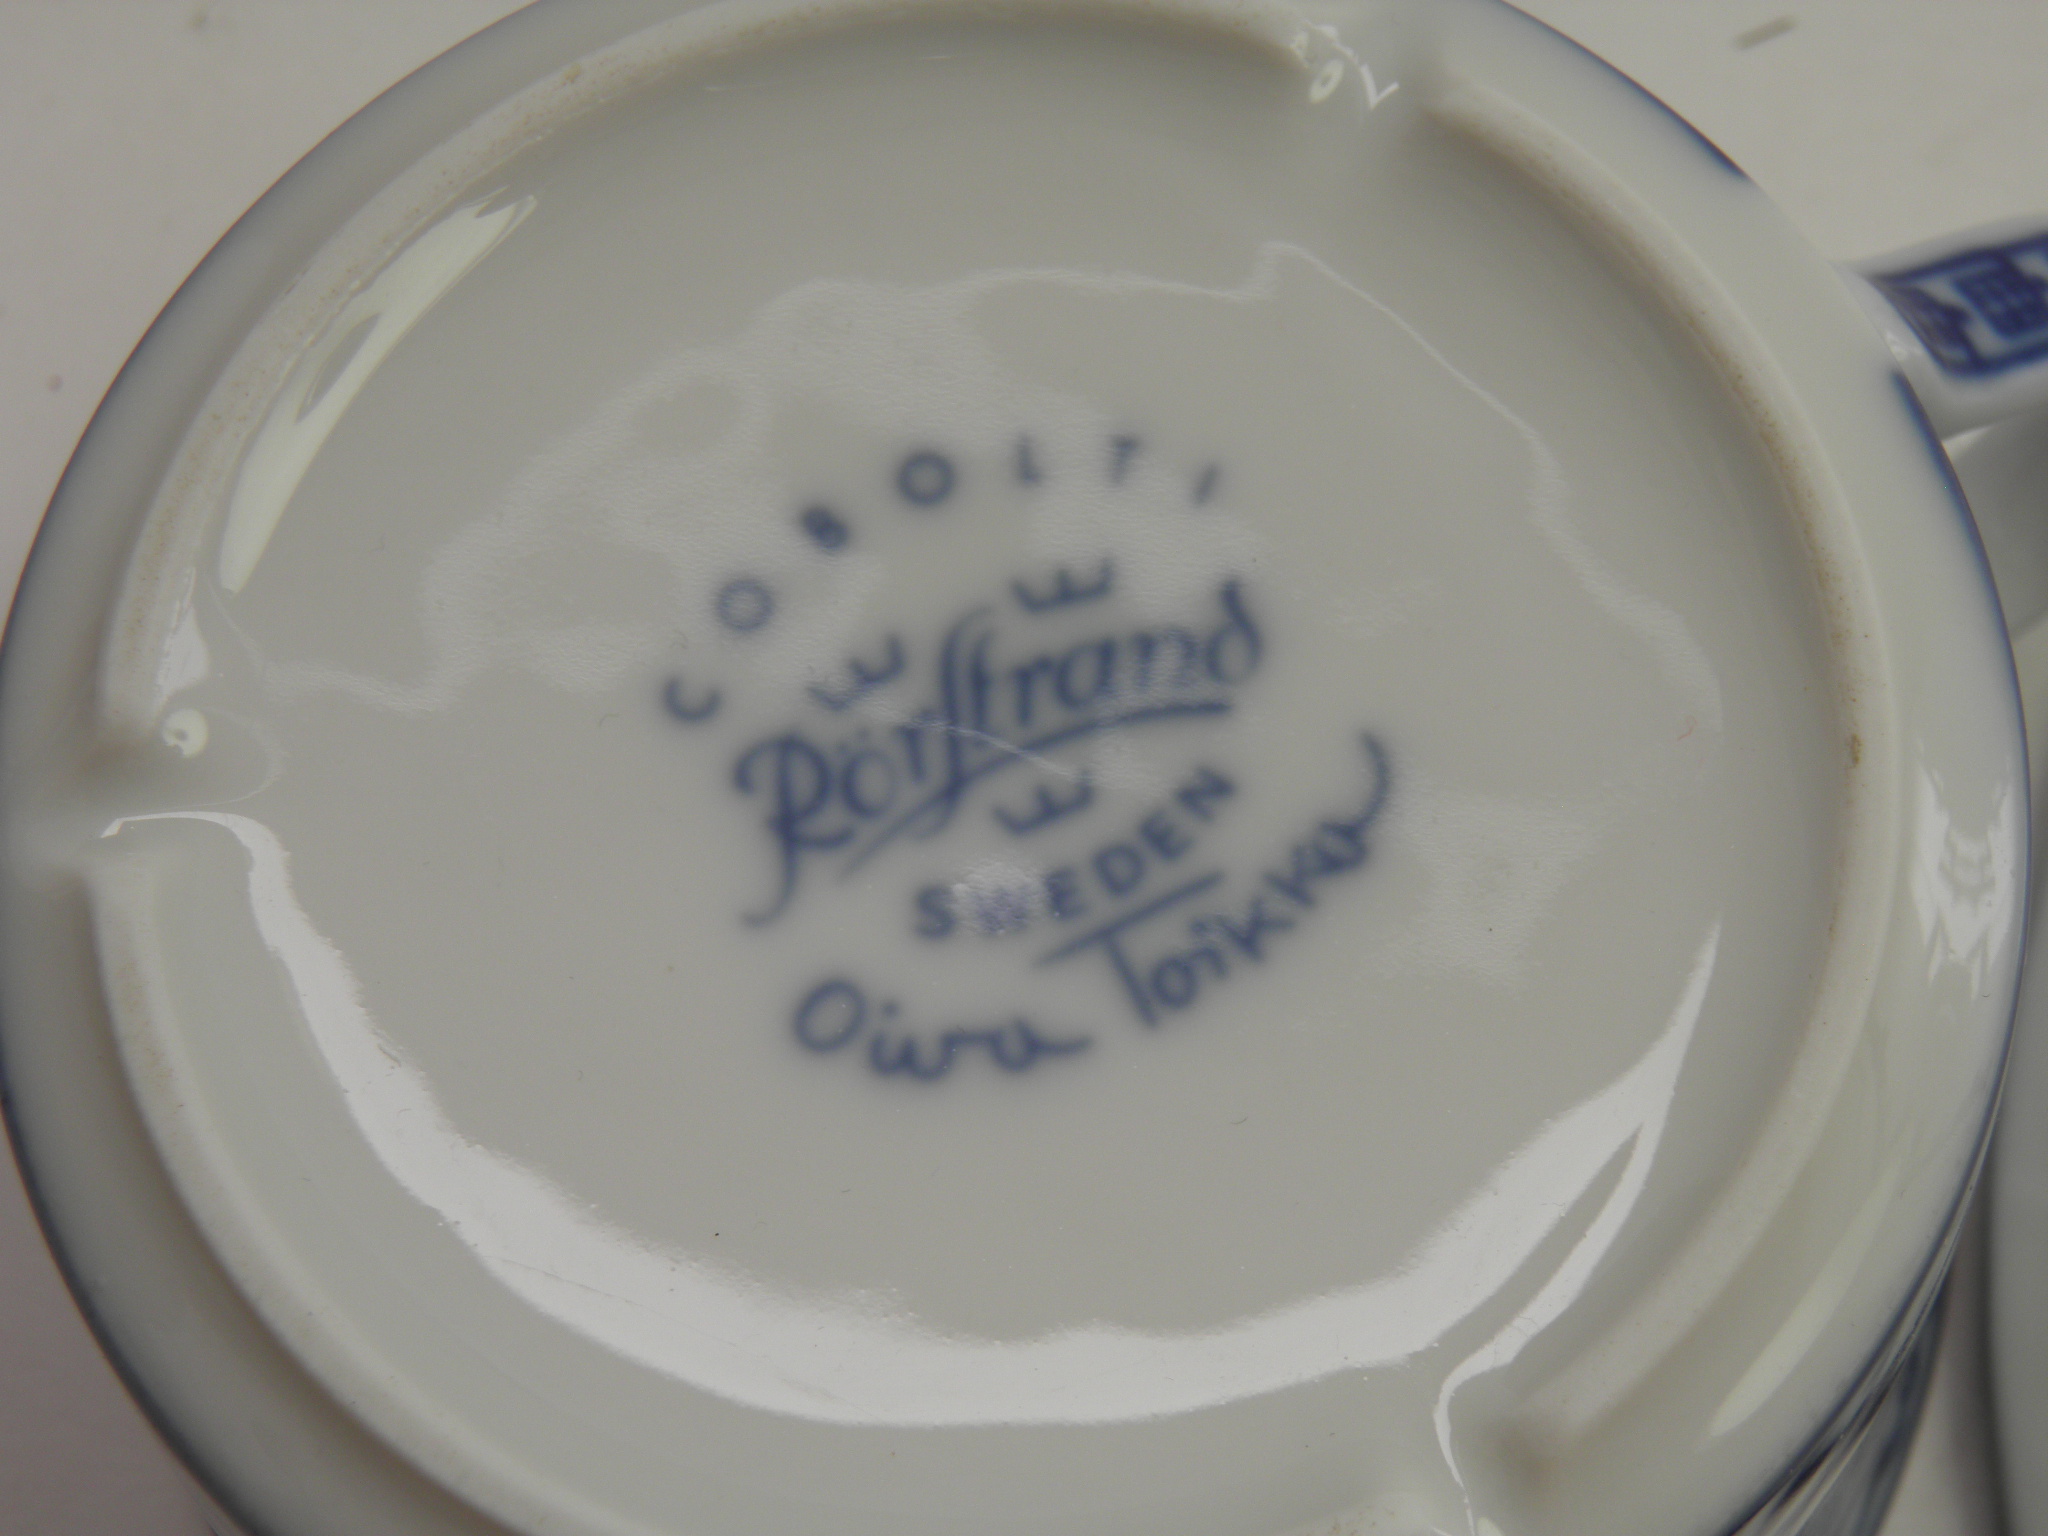 COBOLTI
Rörstrand
SWEDEN
Oiva Toikka